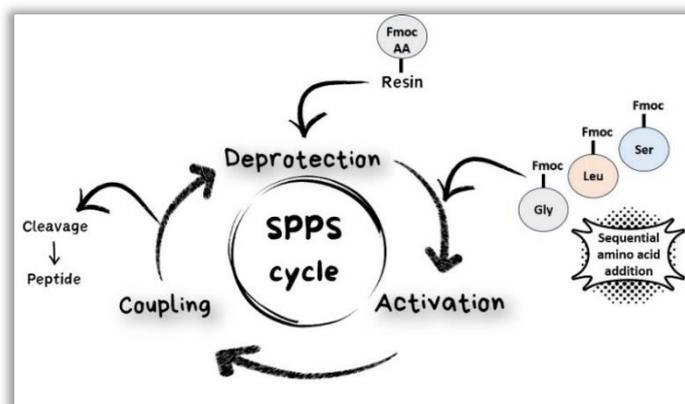 Fmoc
AA
Resin
Deprotection
Fmoc
Gly
Fmoc
Leu
Fmoc
Ser
Sequential
amino acid
addition
SPPS
cycle
Activation
Coupling
Cleavage
Peptide